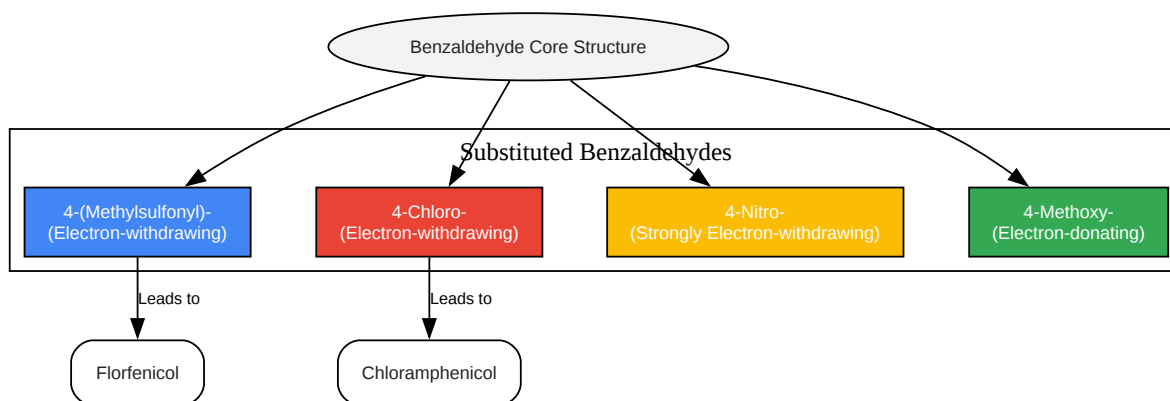 Benzaldehyde Core Structure
Substituted Benzaldehydes
4-(Methylsulfonyl)-
(Electron-withdrawing)
4-Chloro-
(Electron-withdrawing)
4-Nitro-
(Strongly Electron-withdrawing)
4-Methoxy-
(Electron-donating)
Leads to
Leads to
Florfenicol
Chloramphenicol